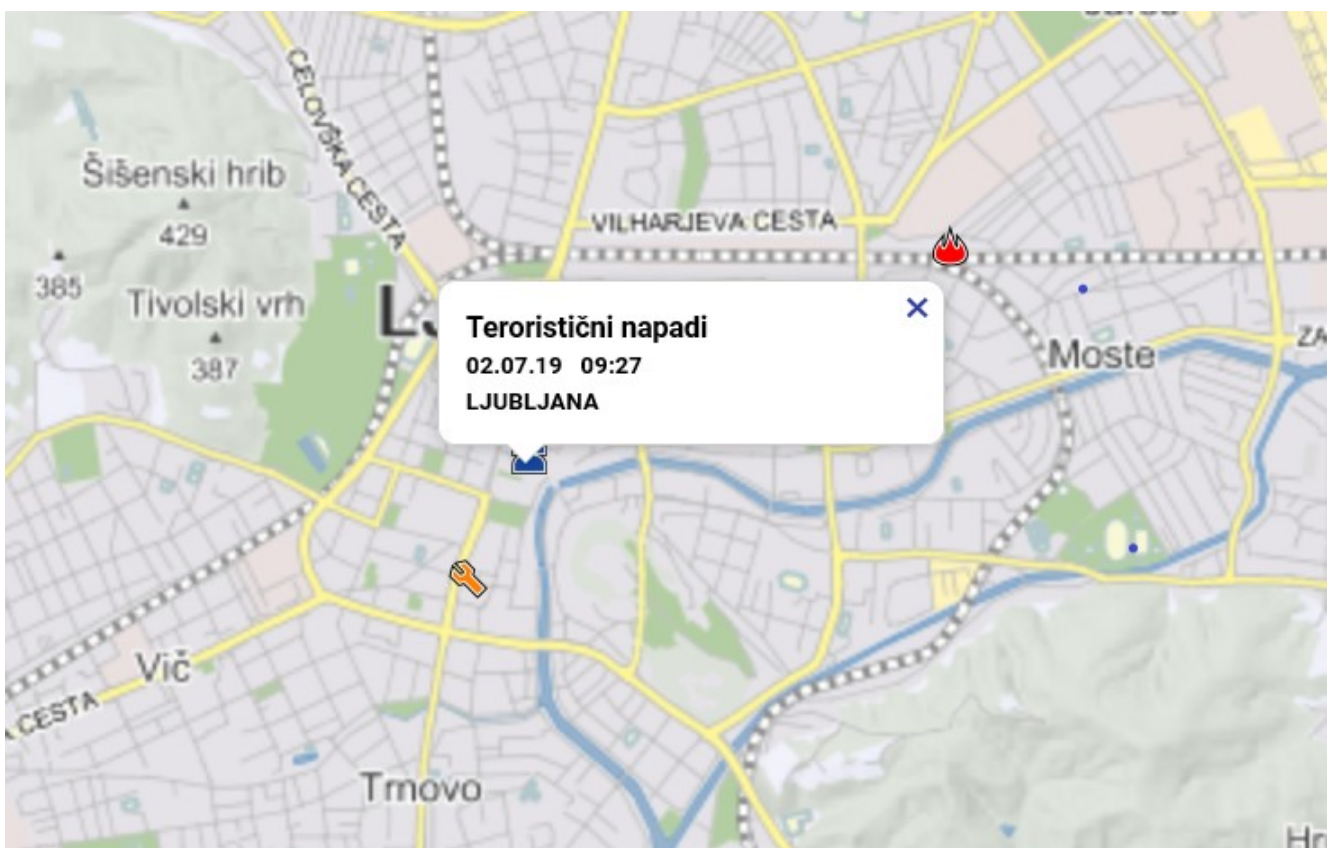 CELOVŠKA CESTA
Šišenski hrib
429
VILHARJEVA CESTA
385
Tivolski vrh
387
Terroristični napadi
02.07.19 09:27
LJUBLJANA
Moste
Vič
CESTA
Trnovo